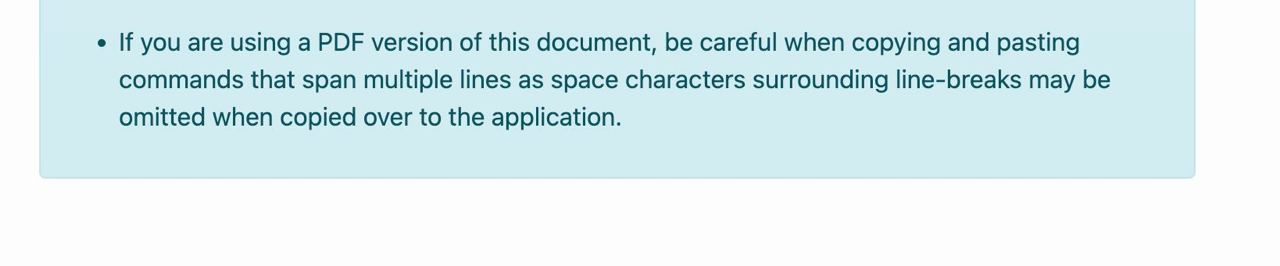 • If you are using a PDF version of this document, be careful when copying and pasting
commands that span multiple lines as space characters surrounding line-breaks may be
omitted when copied over to the application.